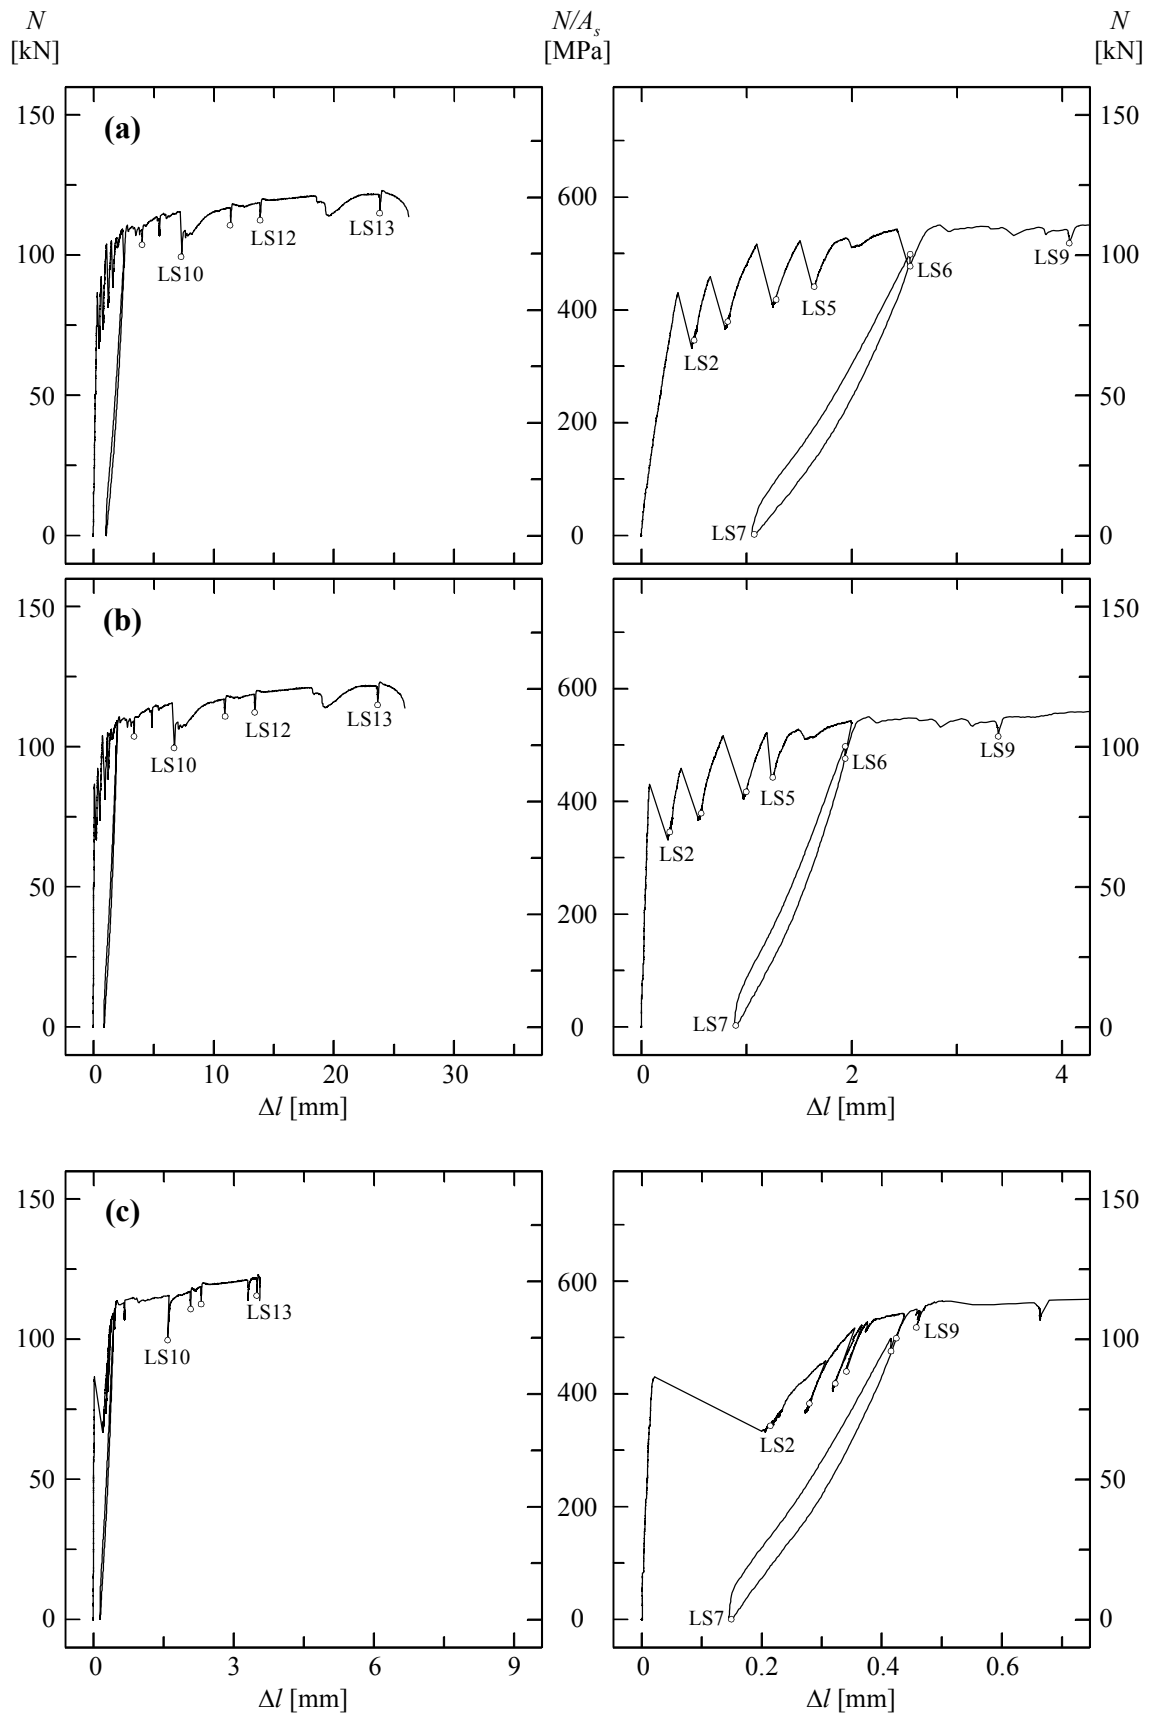 N N/As N
[kN] [MPa] [kN]
150 (a) 150
600
100 LS10 LS12 LS13 LS2 LS5 LS6 LS9 100
400
50 50
200
0 0 LS7 0
150 (b) 150
600
100 LS10 LS12 LS13 LS2 LS5 LS6 LS9 100
400
50 50
200
0 0 LS7 0
0 10 20 30 0 2 4
Δl [mm] Δl [mm]
150 (c) 150
600
100 LS10 LS13 LS2 LS9 100
400
50 50
200
0 0 LS7 0
0 3 6 9 0 0.2 0.4 0.6
Δl [mm] Δl [mm]